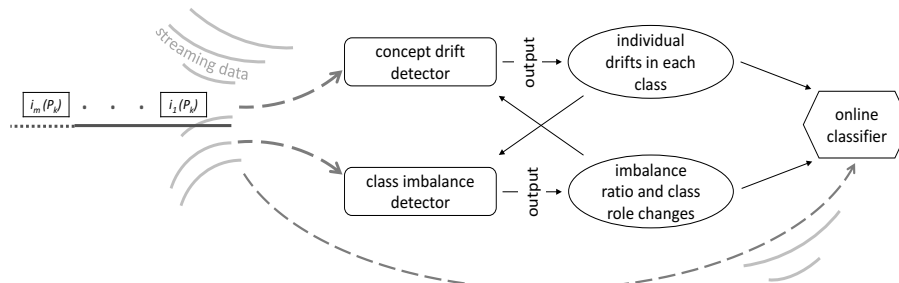 streaming data
i_m(P_k) . . . i_1(P_k)
concept drift
detector
output
individual
drifts in each
class
online
classifier
class imbalance
detector
output
imbalance
ratio and class
role changes